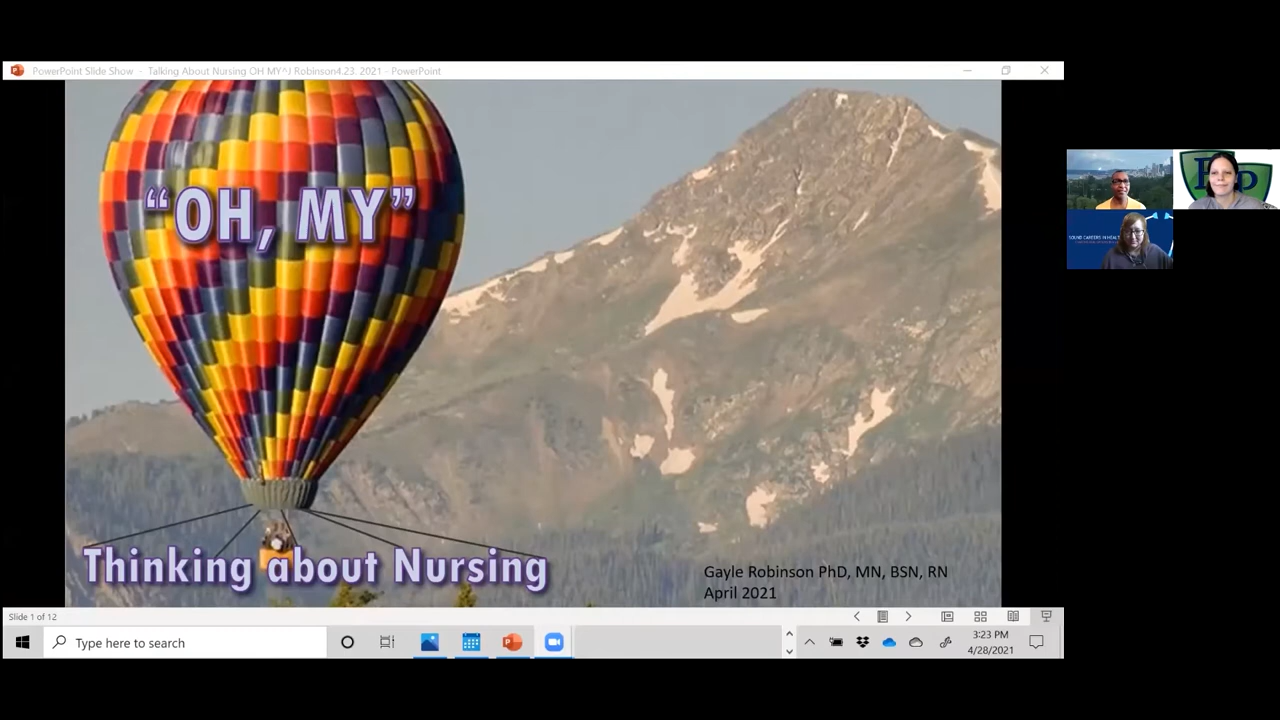 PowerPoint Slide Show - Talking About Nursing OH MY^J Robinson4.23. 2021 - PowerPoint
“OH, MY”
Thinking about Nursing
Gayle Robinson PhD, MN, BSN, RN
April 2021
Slide 1 of 12
Type here to search
3:23 PM
4/28/2021